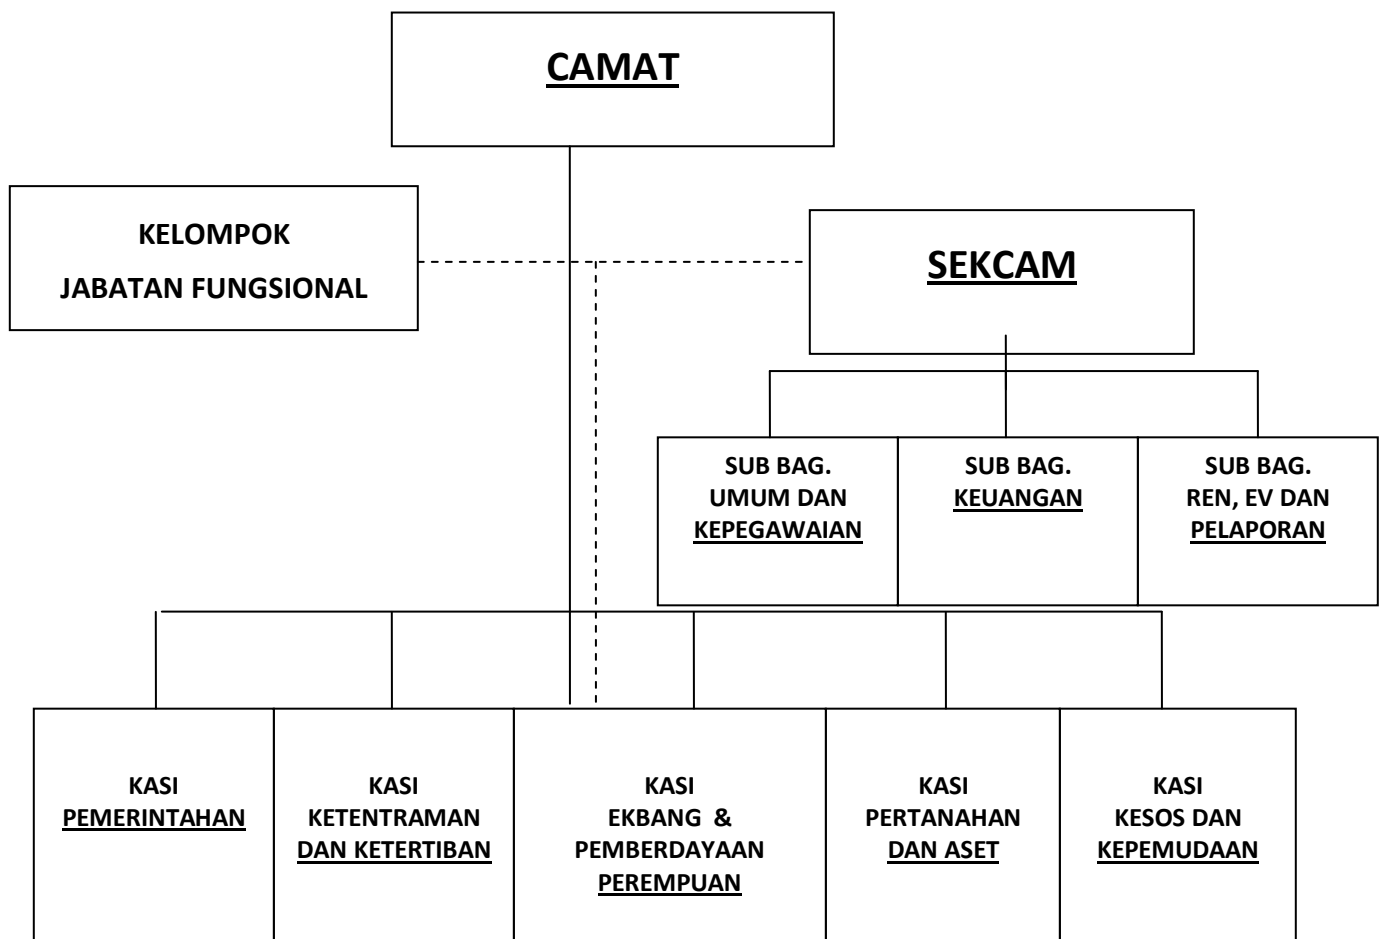 CAMAT
KELOMPOK
JABATAN FUNGSIONAL
SEKCAM
SUB BAG.
UMUM DAN
KEPEGAWAIAN
SUB BAG.
KEUANGAN
SUB BAG.
REN, EV DAN
PELAPORAN
KASI
PEMERINTAHAN
KASI
KETENTRAMAN
DAN KETERTIBAN
KASI
EKBANG &
PEMBERDAYAAN
PEREMPUAN
KASI
PERTANAHAN
DAN ASET
KASI
KESOS DAN
KEPEMUDAAN